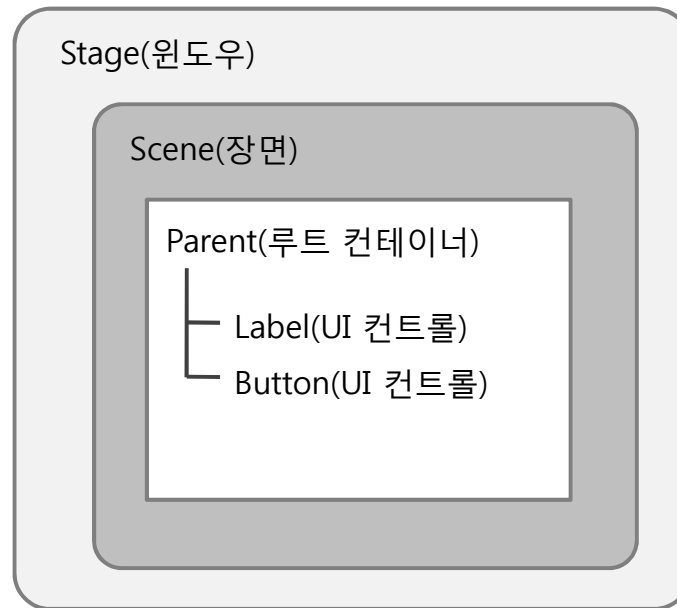 Stage(윈도우)
Scene(장면)
Parent(루트 컨테이너)
Label(UI 컨트롤)
Button(UI 컨트롤)